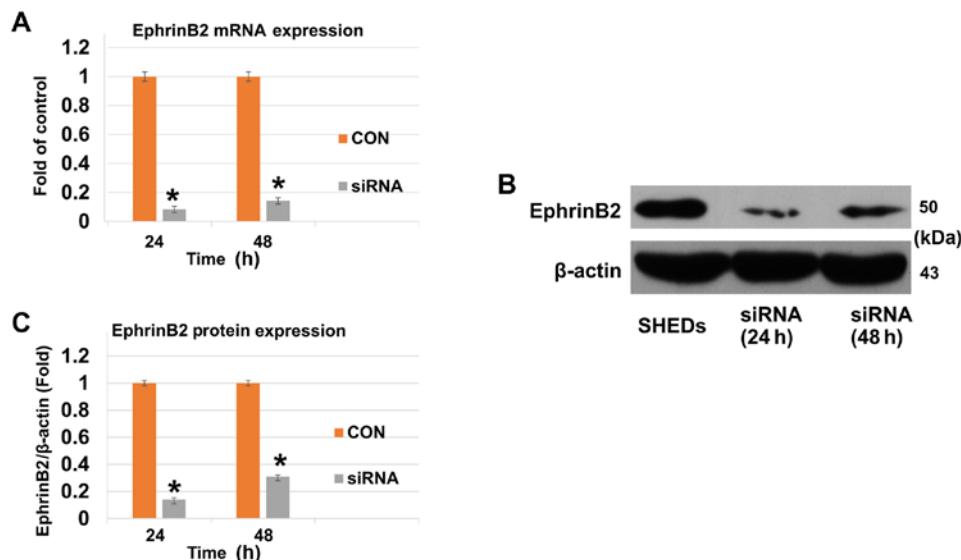 A
EphrinB2 mRNA expression
1.2
1
0.8
0.6
0.4
0.2
0
Fold of control
*
*
CON
siRNA
24
48
Time (h)
B
EphrinB2
50
(kDa)
β-actin
43
SHEDs
siRNA
(24 h)
siRNA
(48 h)
C
EphrinB2 protein expression
1.2
1
0.8
0.6
0.4
0.2
0
EphrinB2/β-actin (Fold)
*
*
CON
siRNA
24
48
Time (h)